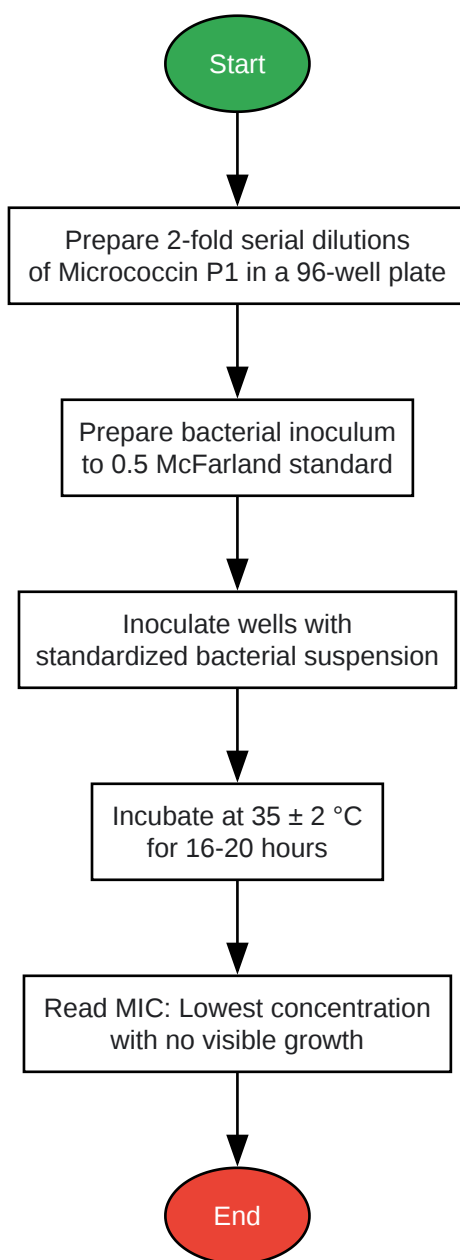 Start
Prepare 2-fold serial dilutions
of Micrococcin P1 in a 96-well plate
Prepare bacterial inoculum
to 0.5 McFarland standard
Inoculate wells with
standardized bacterial suspension
Incubate at 35 ± 2 °C
for 16-20 hours
Read MIC: Lowest concentration
with no visible growth
End